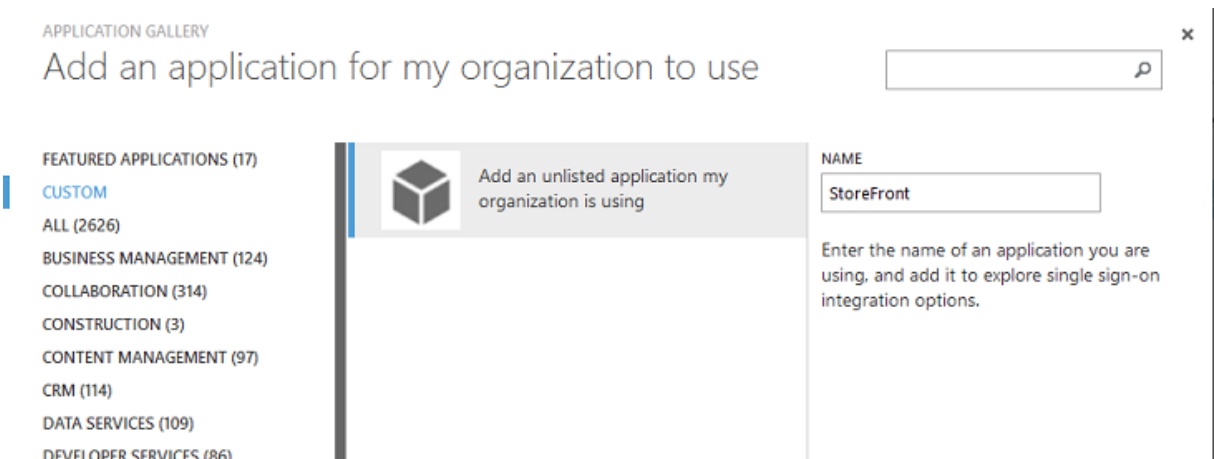 APPLICATION GALLERY
Add an application for my organization to use
FEATURED APPLICATIONS (17)
CUSTOM
ALL (2626)
BUSINESS MANAGEMENT (124)
COLLABORATION (314)
CONSTRUCTION (3)
CONTENT MANAGEMENT (97)
CRM (114)
DATA SERVICES (109)
DEVELOPER SERVICES (86)
Add an unlisted application my
organization is using
NAME
StoreFront
Enter the name of an application you are
using, and add it to explore single sign-on
integration options.